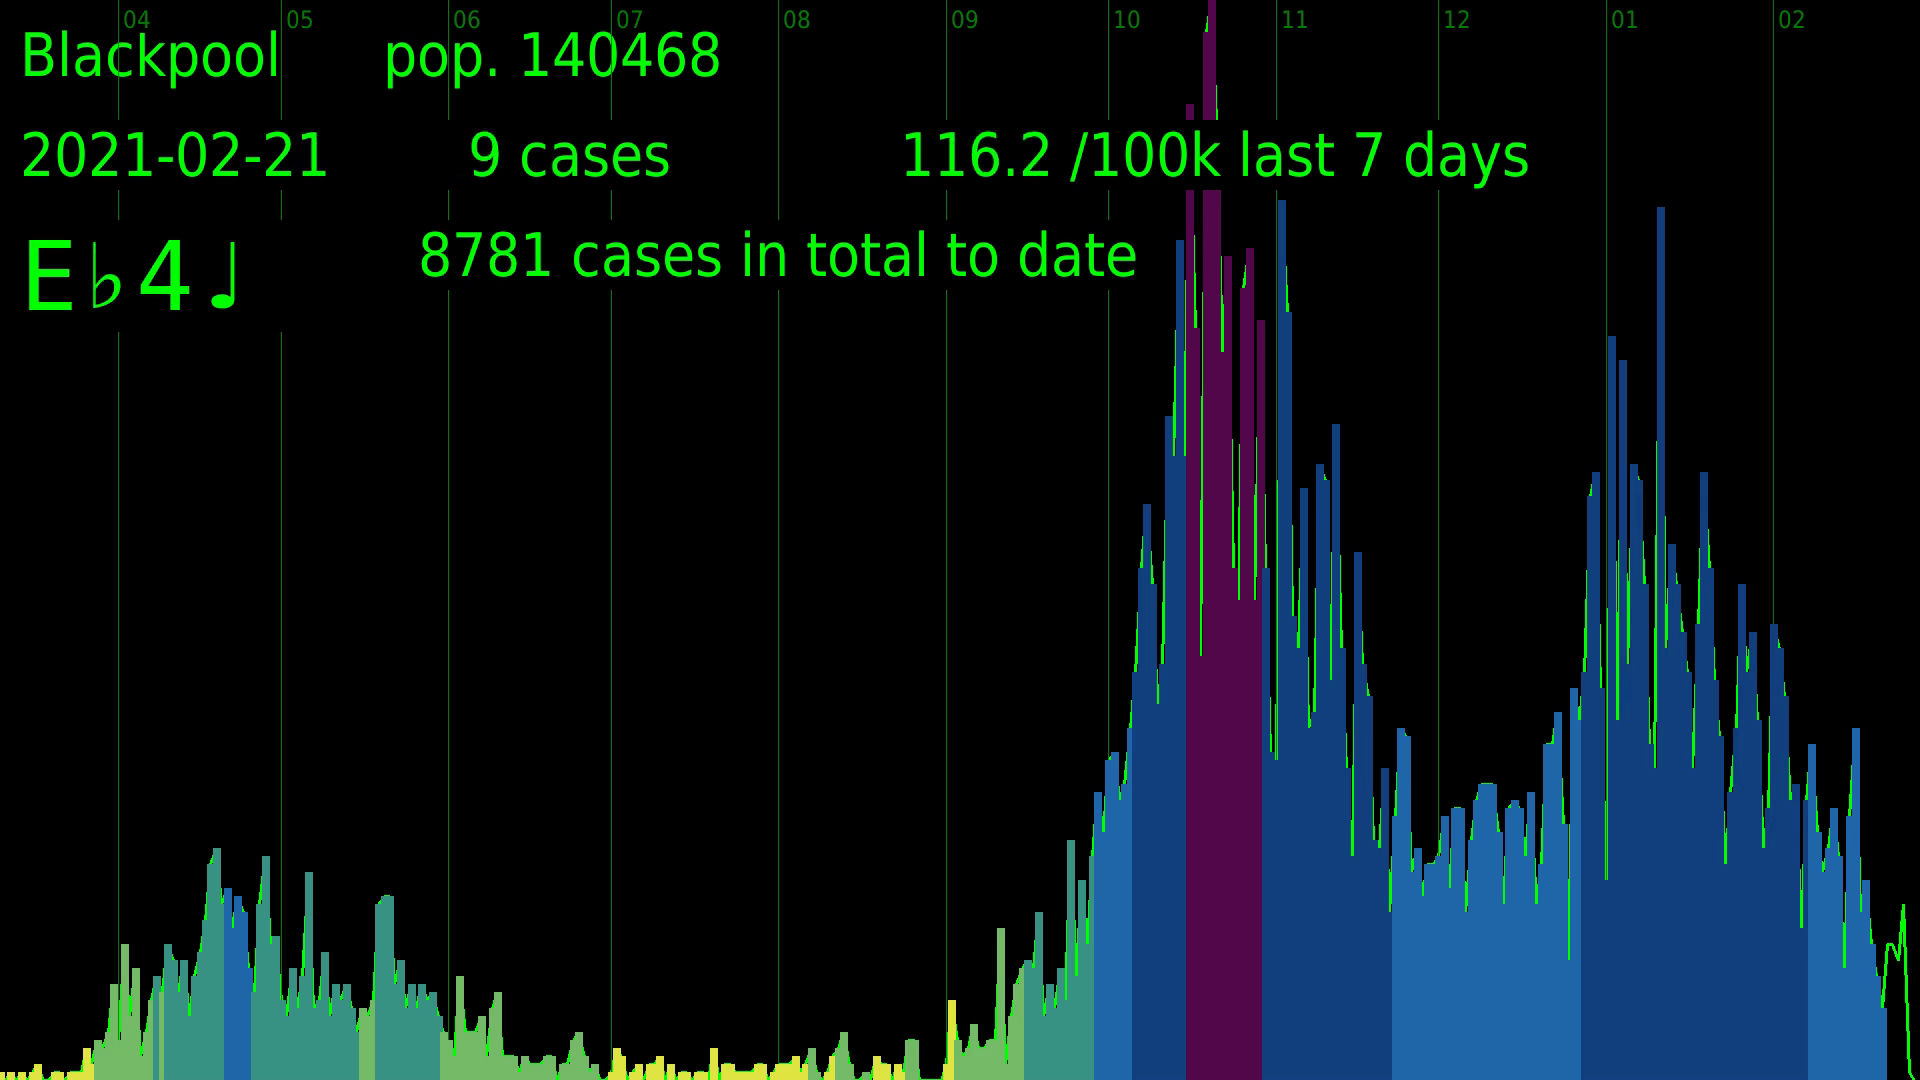 04 05 06 07 08 09 10 11 12 01 02
Blackpool pop. 140468
2021-02-21 9 cases 116.2 /100k last 7 days
E♭4♩ 8781 cases in total to date